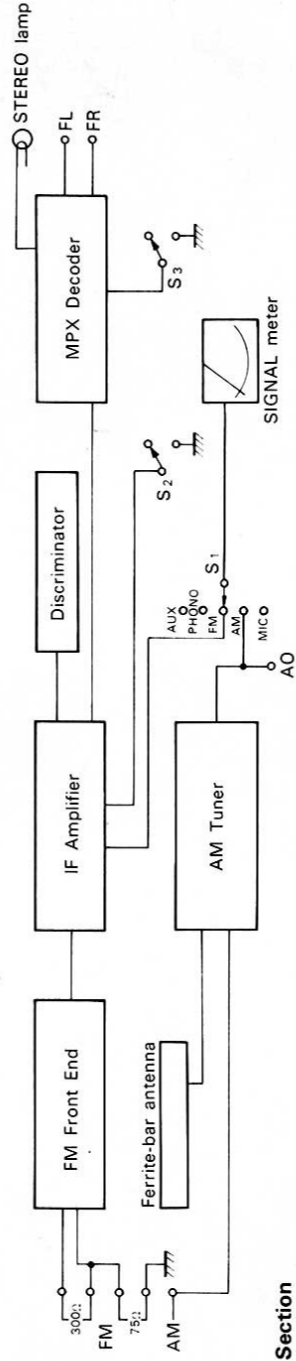 STEREO lamp
FL
FR
MPX Decoder
S3
Discriminator
S2
SIGNAL meter
IF Amplifier
AUX
PHONO
FM
AM
MIC
S1
AO
FM Front End
AM Tuner
Ferrite-bar antenna
300Ω
FM
75Ω
AM
Section